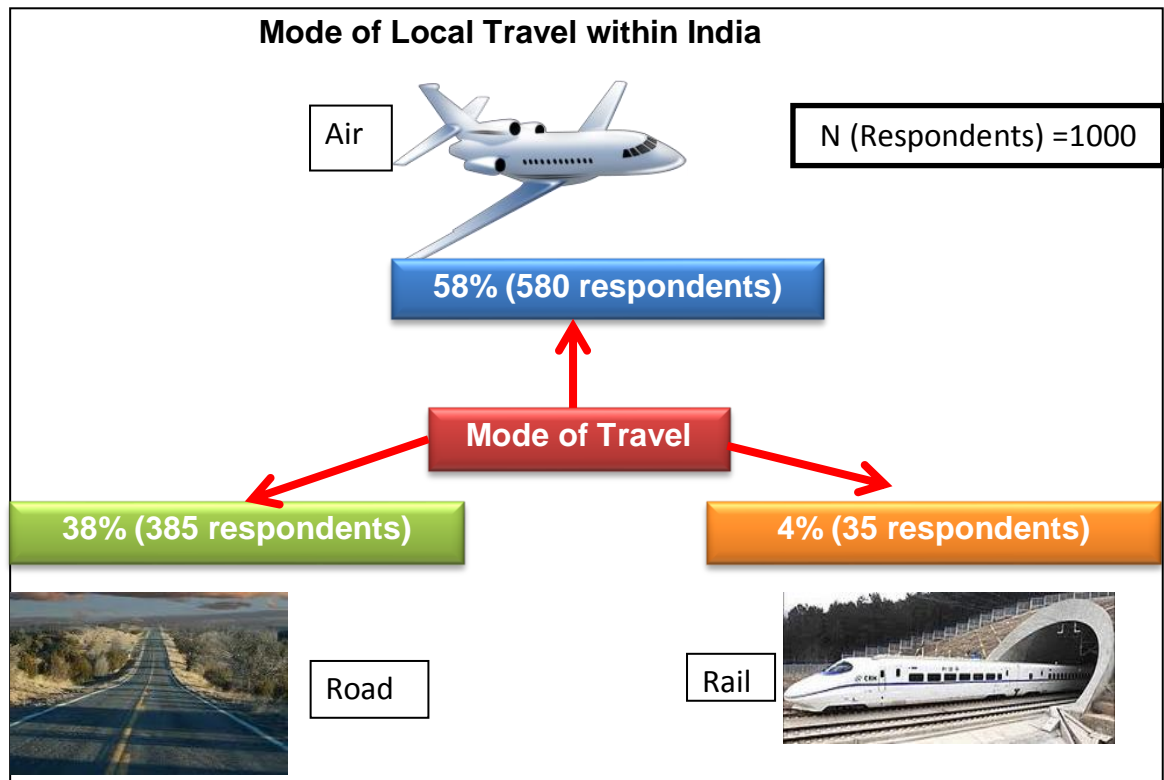 Mode of Local Travel within India
Air
N (Respondents) =1000
58% (580 respondents)
Mode of Travel
38% (385 respondents)
4% (35 respondents)
Road
Rail
CRH